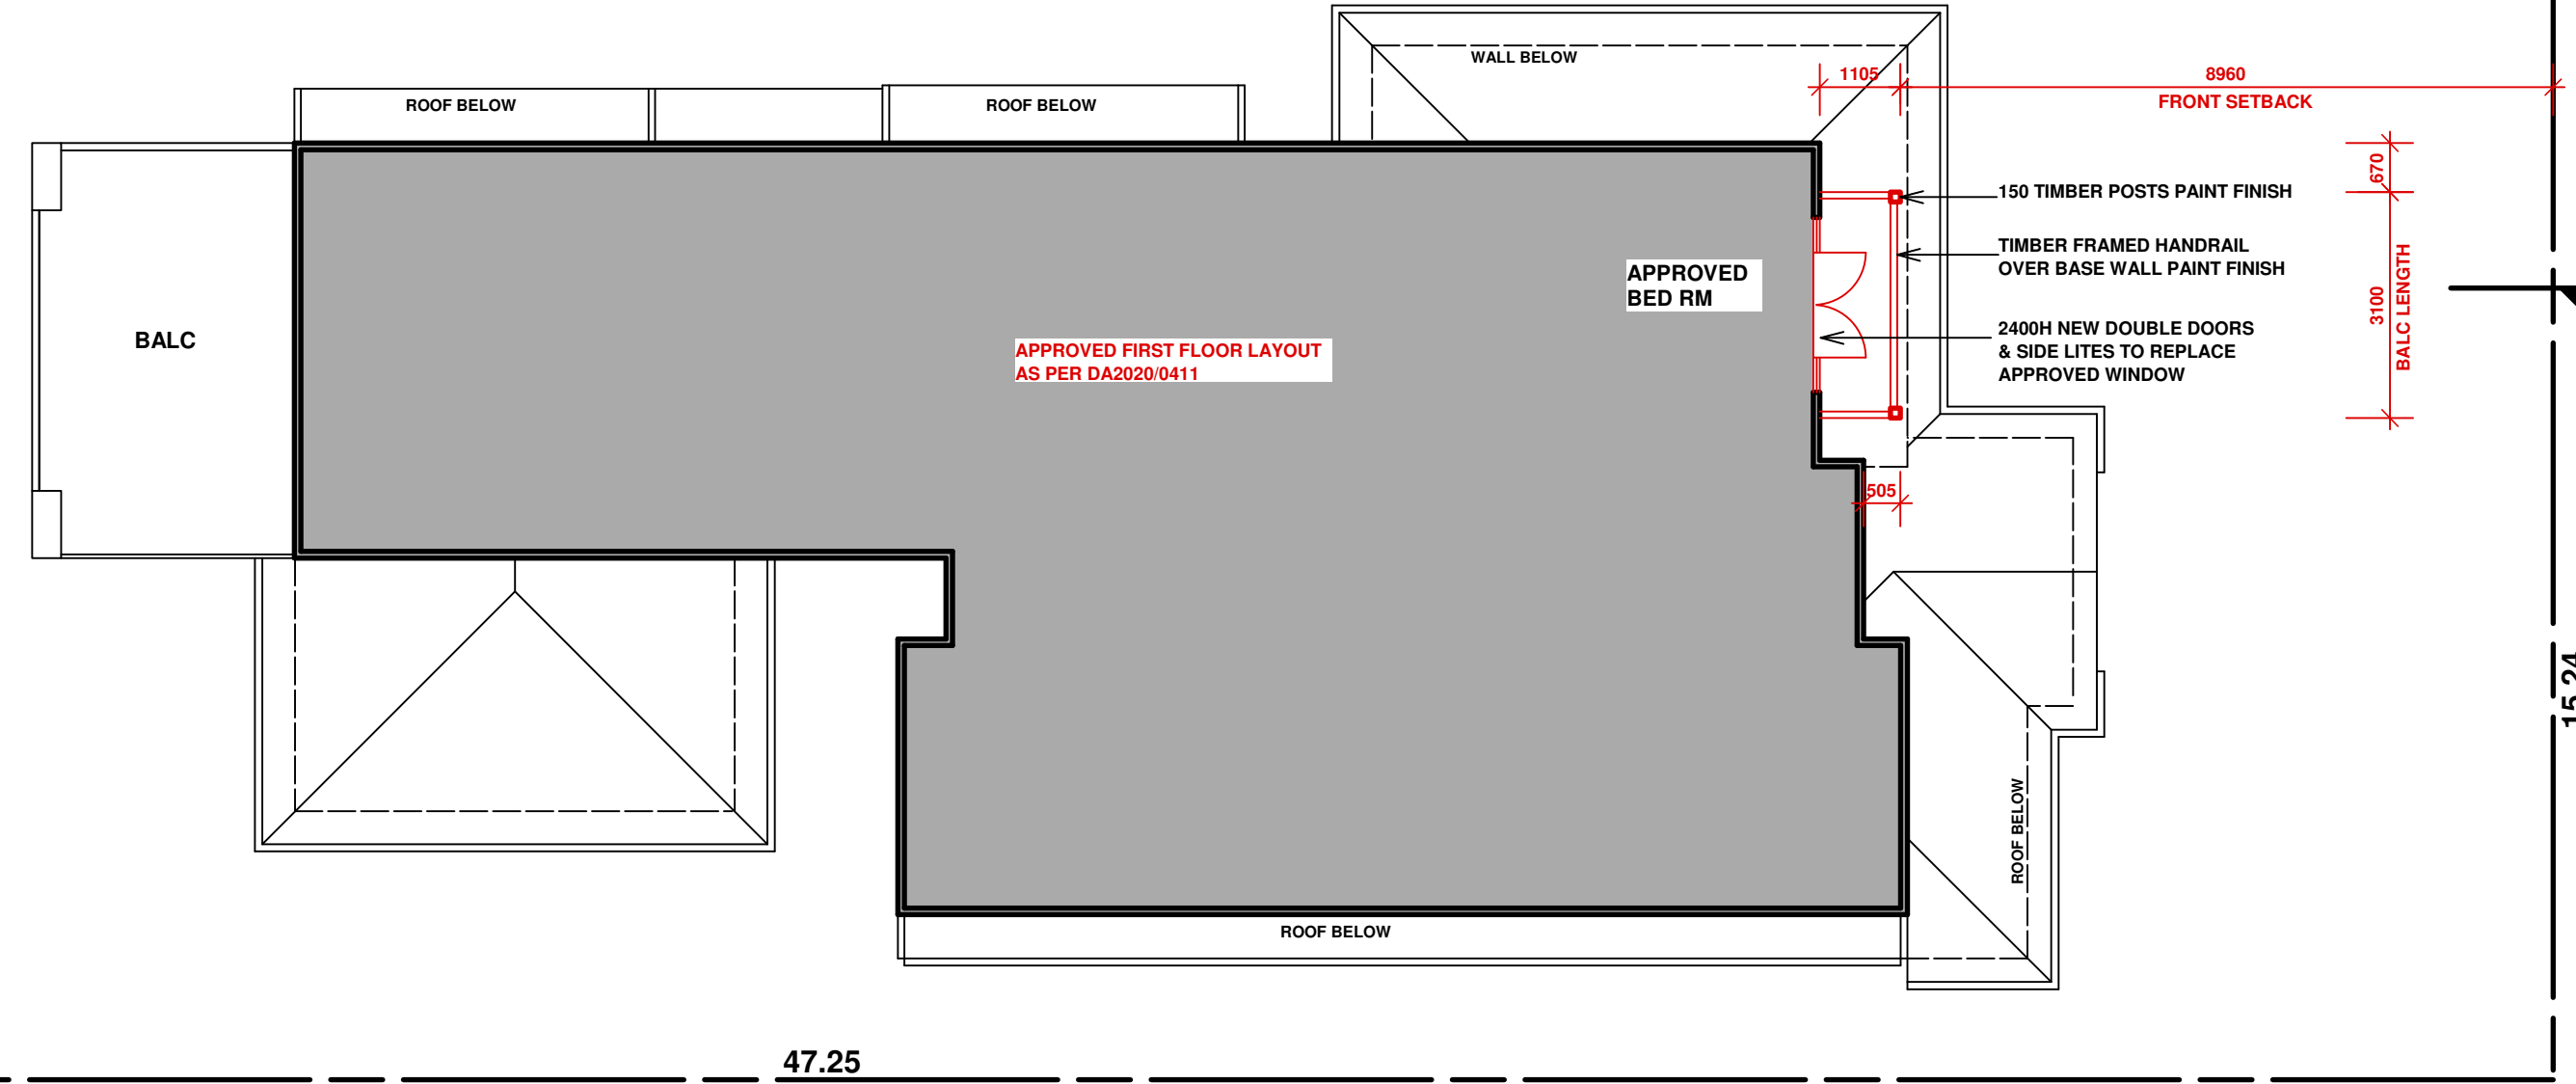 WALL BELOW
1105
8960
FRONT SETBACK
ROOF BELOW
ROOF BELOW
670
150 TIMBER POSTS PAINT FINISH
TIMBER FRAMED HANDRAIL
OVER BASE WALL PAINT FINISH
APPROVED
BED RM
3100
BALC LENGTH
BALC
APPROVED FIRST FLOOR LAYOUT
AS PER DA2020/0411
2400H NEW DOUBLE DOORS
& SIDE LITES TO REPLACE
APPROVED WINDOW
505
15.24
ROOF BELOW
ROOF BELOW
47.25